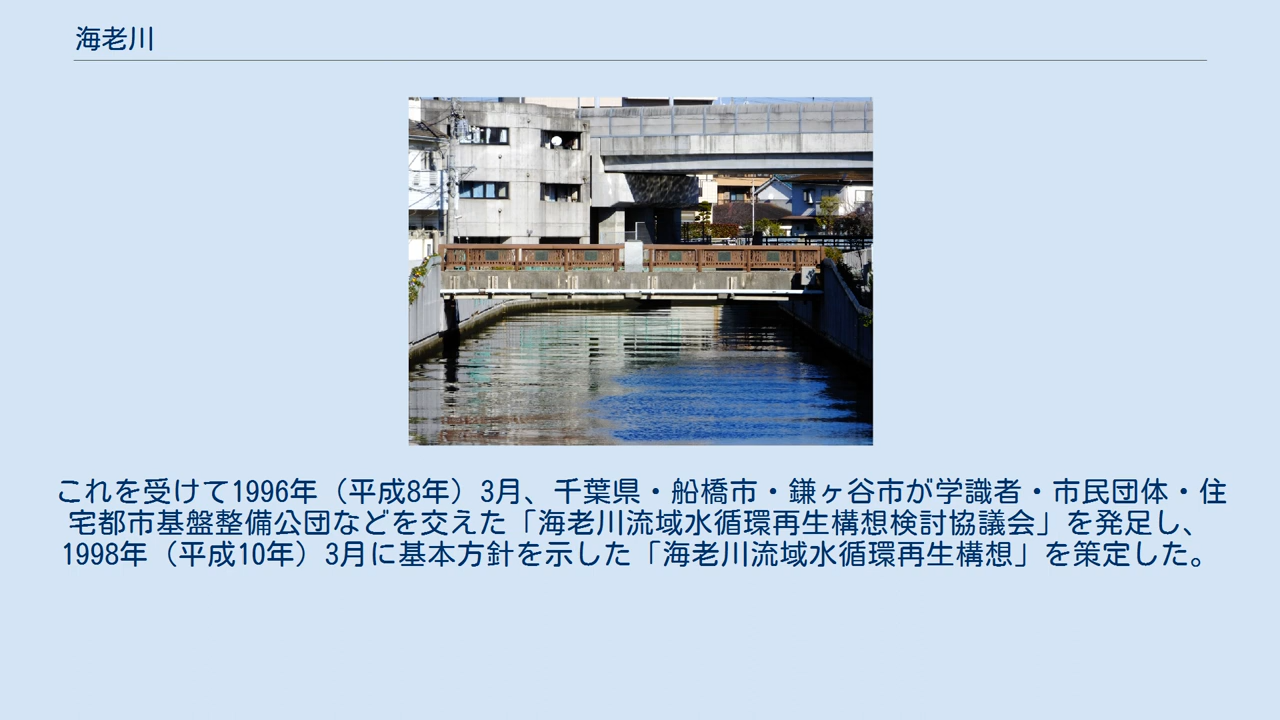 海老川
これを受けて1996年（平成8年）3月、千葉県・船橋市・鎌ヶ谷市が学識者・市民団体・住
宅都市基盤整備公団などを交えた「海老川流域水循環再生構想検討協議会」を発足し、
1998年（平成10年）3月に基本方針を示した「海老川流域水循環再生構想」を策定した。